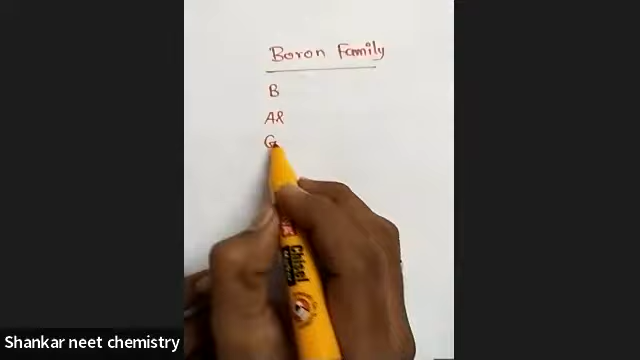 Boron Family
B
Al
G
Chisel
Shankar neet chemistry